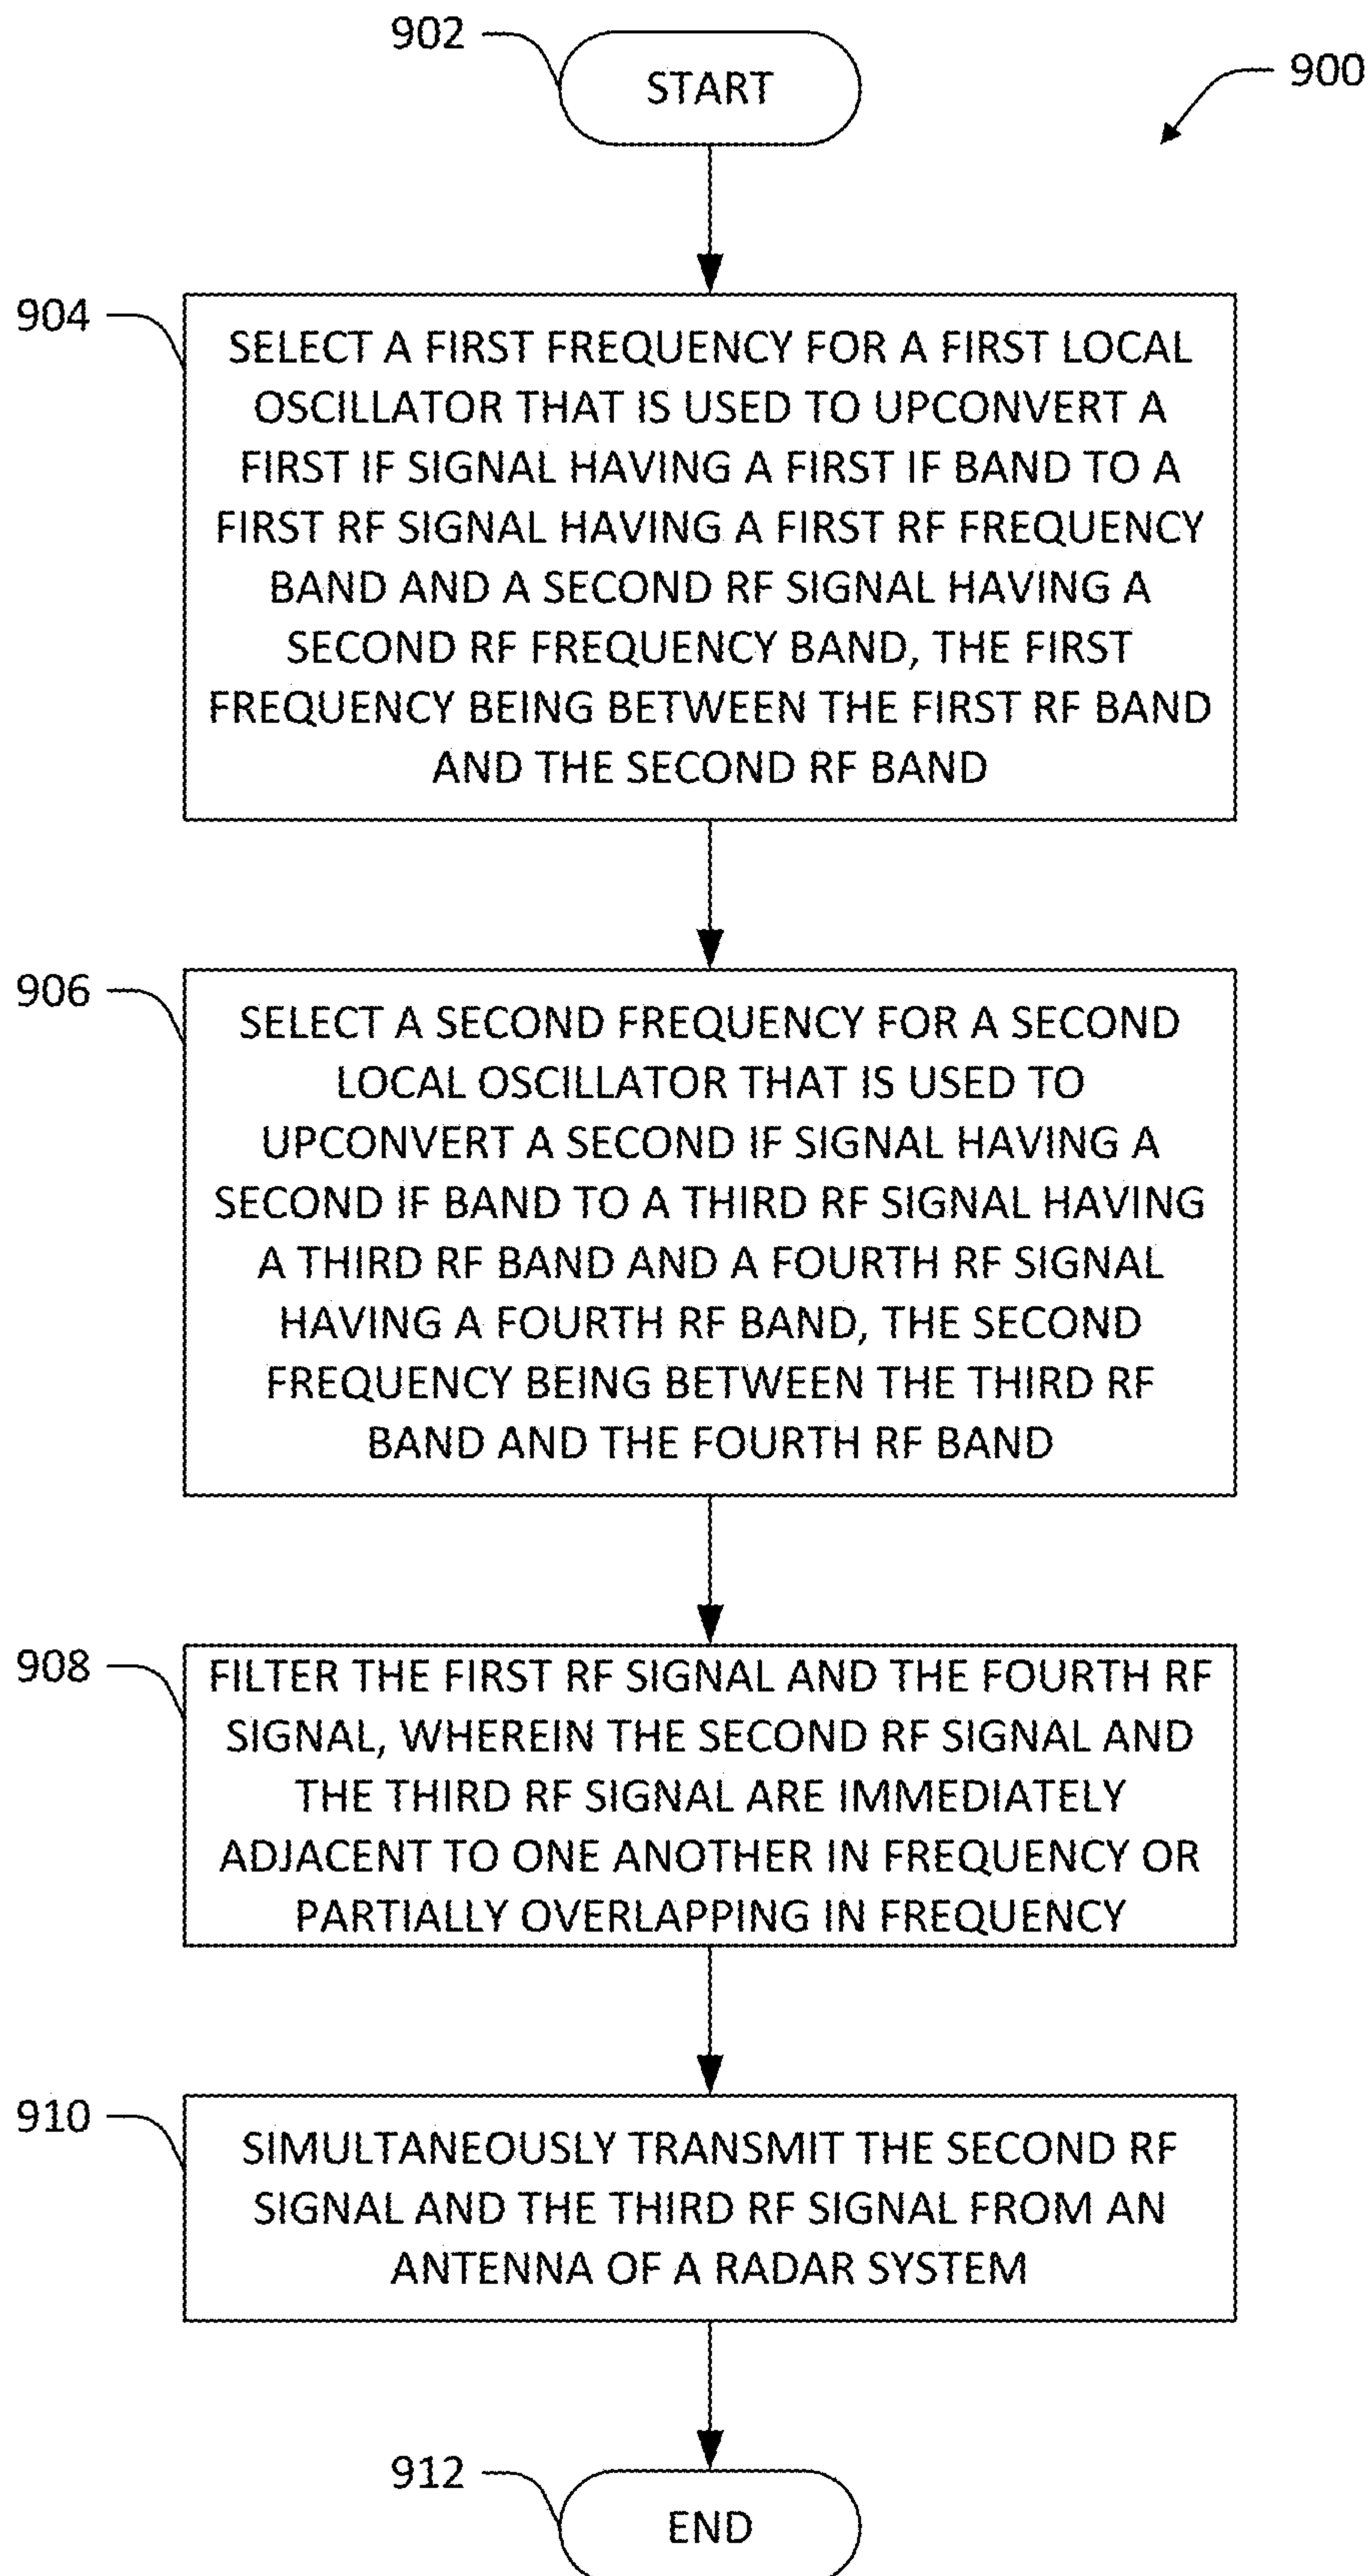 902
START
900
904
SELECT A FIRST FREQUENCY FOR A FIRST LOCAL
OSCILLATOR THAT IS USED TO UPCONVERT A
FIRST IF SIGNAL HAVING A FIRST IF BAND TO A
FIRST RF SIGNAL HAVING A FIRST RF FREQUENCY
BAND AND A SECOND RF SIGNAL HAVING A
SECOND RF FREQUENCY BAND, THE FIRST
FREQUENCY BEING BETWEEN THE FIRST RF BAND
AND THE SECOND RF BAND
906
SELECT A SECOND FREQUENCY FOR A SECOND
LOCAL OSCILLATOR THAT IS USED TO
UPCONVERT A SECOND IF SIGNAL HAVING A
SECOND IF BAND TO A THIRD RF SIGNAL HAVING
A THIRD RF BAND AND A FOURTH RF SIGNAL
HAVING A FOURTH RF BAND, THE SECOND
FREQUENCY BEING BETWEEN THE THIRD RF
BAND AND THE FOURTH RF BAND
908
FILTER THE FIRST RF SIGNAL AND THE FOURTH RF
SIGNAL, WHEREIN THE SECOND RF SIGNAL AND
THE THIRD RF SIGNAL ARE IMMEDIATELY
ADJACENT TO ONE ANOTHER IN FREQUENCY OR
PARTIALLY OVERLAPPING IN FREQUENCY
910
SIMULTANEOUSLY TRANSMIT THE SECOND RF
SIGNAL AND THE THIRD RF SIGNAL FROM AN
ANTENNA OF A RADAR SYSTEM
912
END